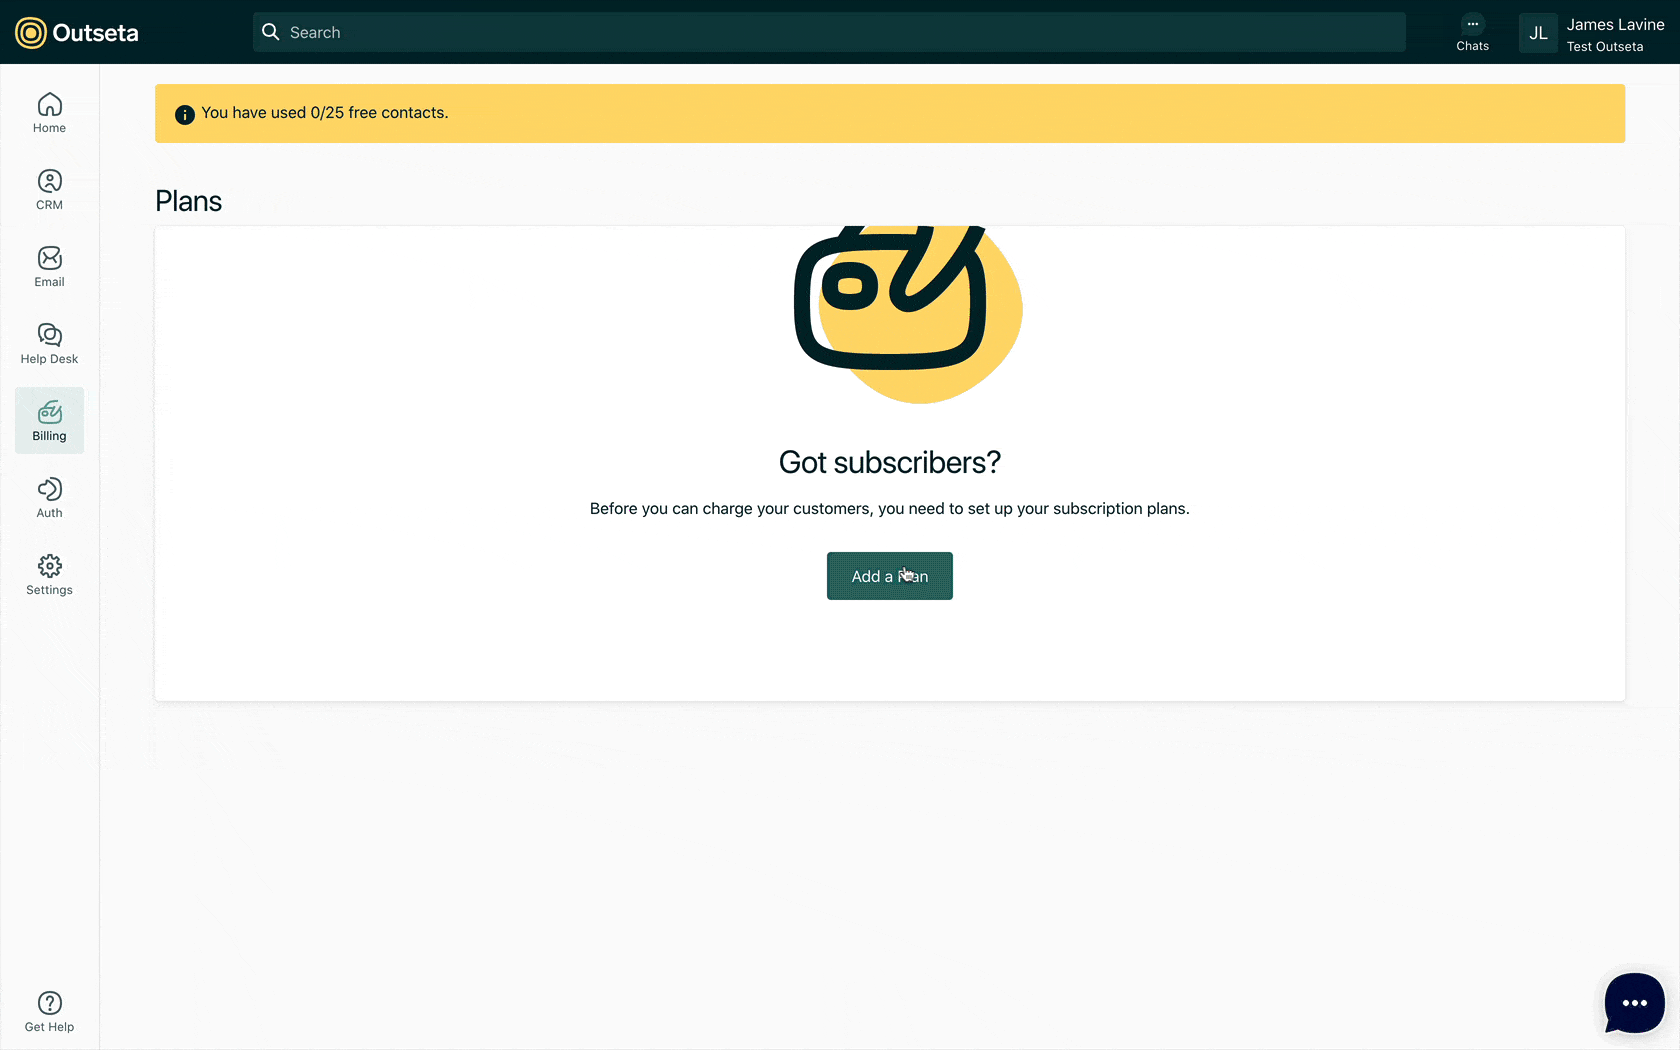 Outseta
Search
Chats
JL
James Lavine
Test Outseta
Home
CRM
Email
Help Desk
Billing
Auth
Settings
Get Help
You have used 0/25 free contacts.
Plans
Got subscribers?
Before you can charge your customers, you need to set up your subscription plans.
Add a Plan